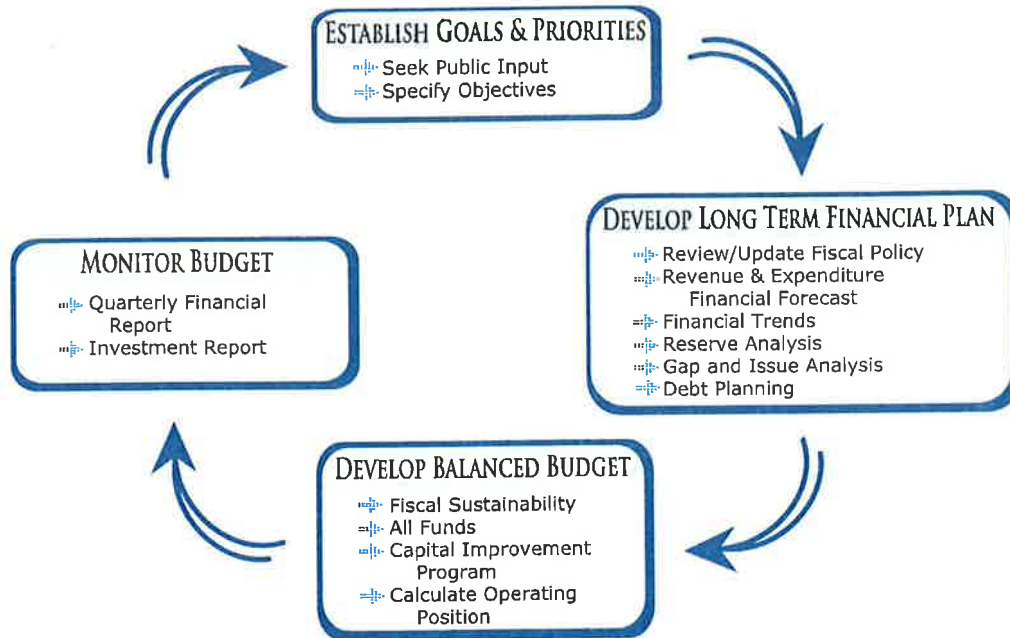 ESTABLISH GOALS & PRIORITIES
Seek Public Input
Specify Objectives
DEVELOP LONG TERM FINANCIAL PLAN
Review/Update Fiscal Policy
Revenue & Expenditure
Financial Forecast
Financial Trends
Reserve Analysis
Gap and Issue Analysis
Debt Planning
DEVELOP BALANCED BUDGET
Fiscal Sustainability
All Funds
Capital Improvement
Program
Calculate Operating
Position
MONITOR BUDGET
Quarterly Financial
Report
Investment Report